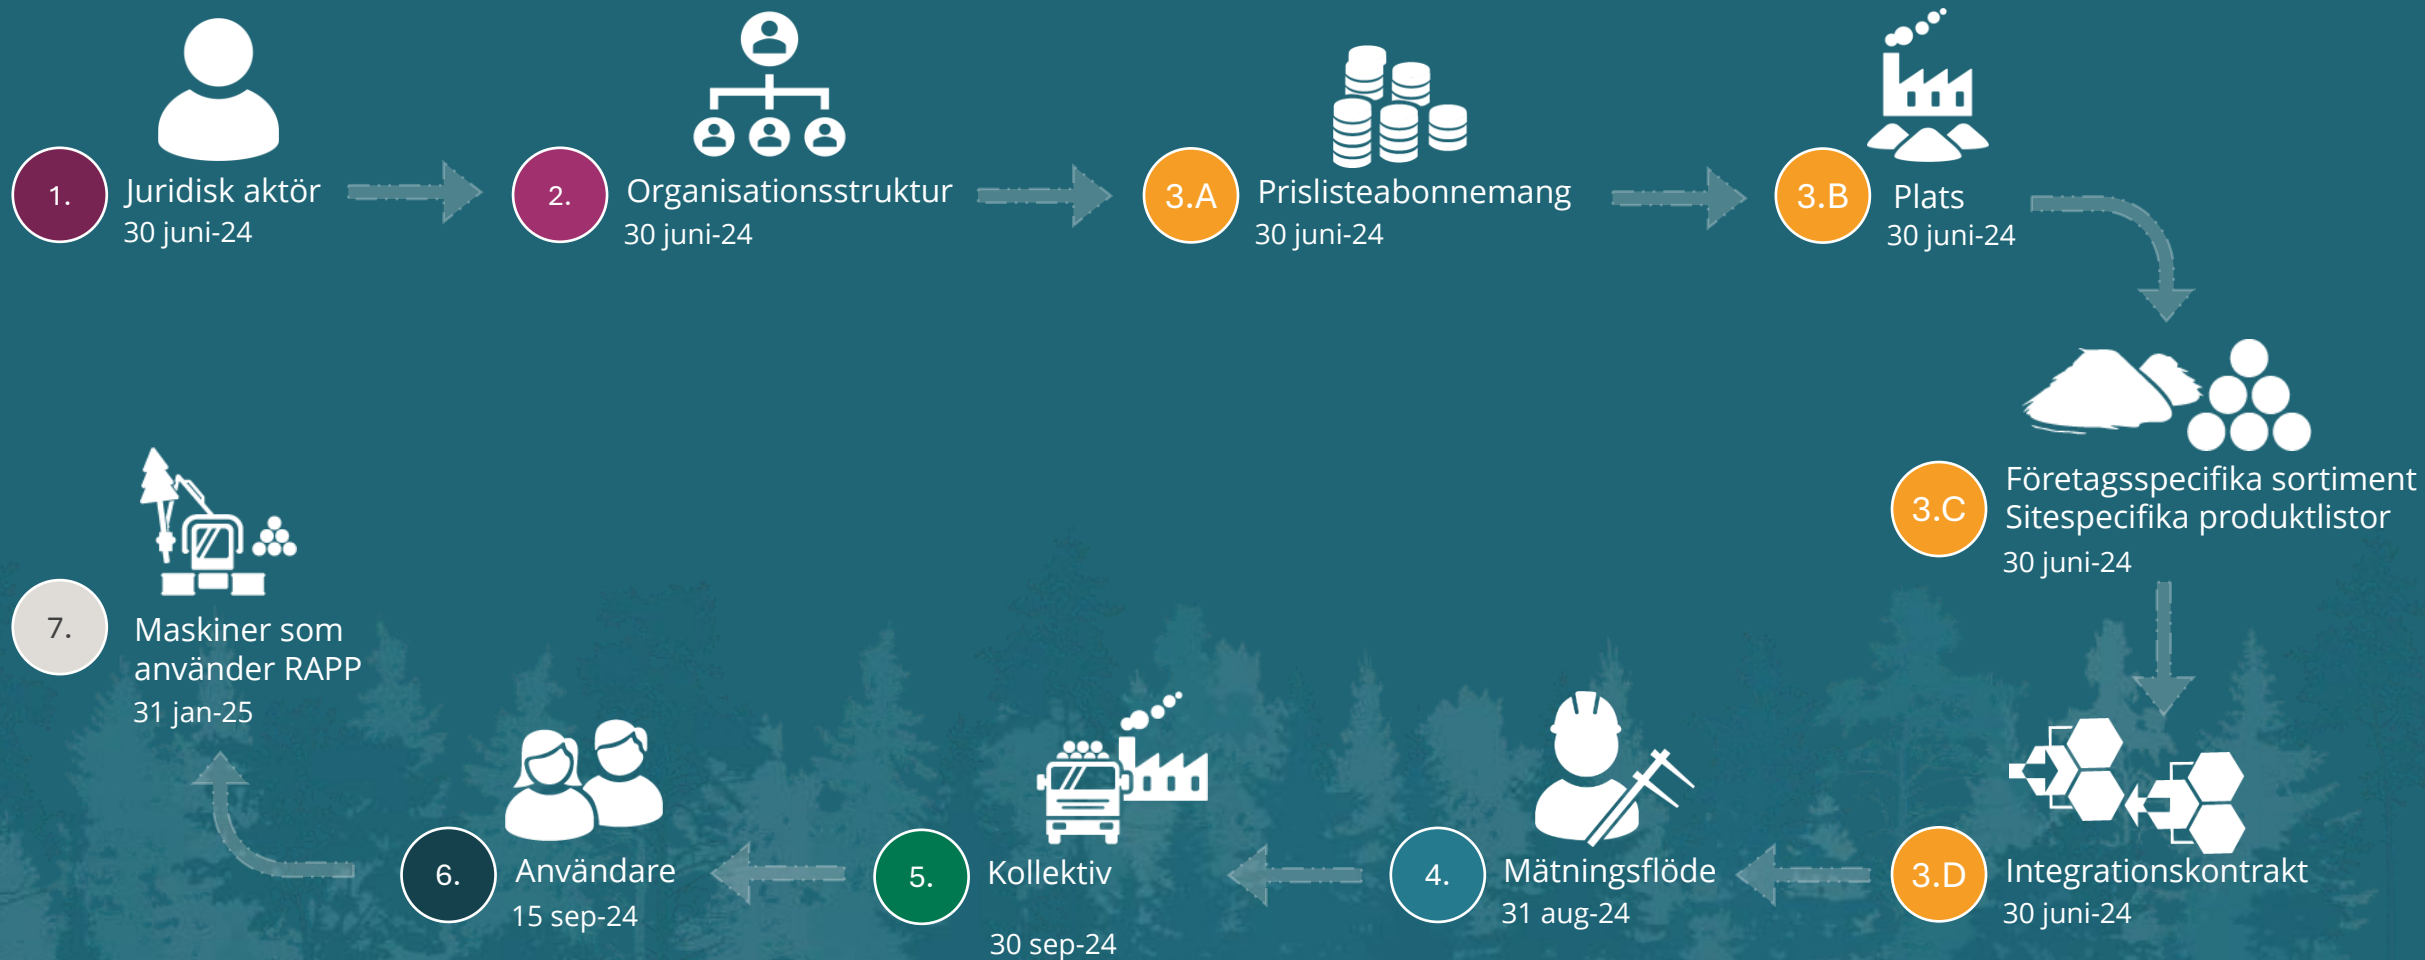 1.
Juridisk aktör
30 juni-24
2.
Organisationsstruktur
30 juni-24
3.A
Prislisteabonnemang
30 juni-24
3.B
Plats
30 juni-24
3.C
Företagsspecifika sortiment
Sitespecifika produktlistor
30 juni-24
3.D
Integrationskontrakt
30 juni-24
4.
Mätningsflöde
31 aug-24
5.
Kollektiv
30 sep-24
6.
Användare
15 sep-24
7.
Maskiner som
använder RAPP
31 jan-25